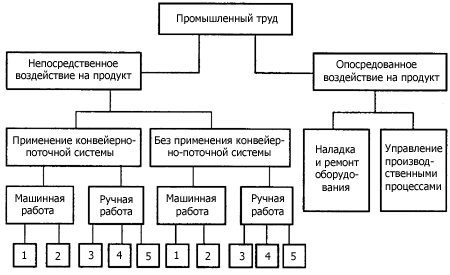 Промышленный труд
Непосредственное
воздействие на продукт
Опосредованное
воздействие на продукт
Применение конвейерно-
поточной системы
Без применения конвейер-
но-поточной системы
Наладка
и ремонт
оборудо-
вания
Управление
производ-
ственными
процессами
Машинная
работа
Ручная
работа
Машинная
работа
Ручная
работа
1 2 3 4 5 1 2 3 4 5